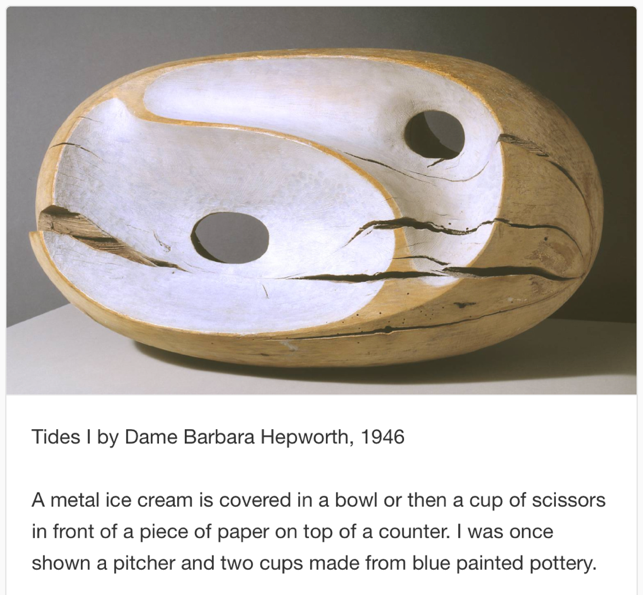 Tides I by Dame Barbara Hepworth, 1946
A metal ice cream is covered in a bowl or then a cup of scissors
in front of a piece of paper on top of a counter. I was once
shown a pitcher and two cups made from blue painted pottery.